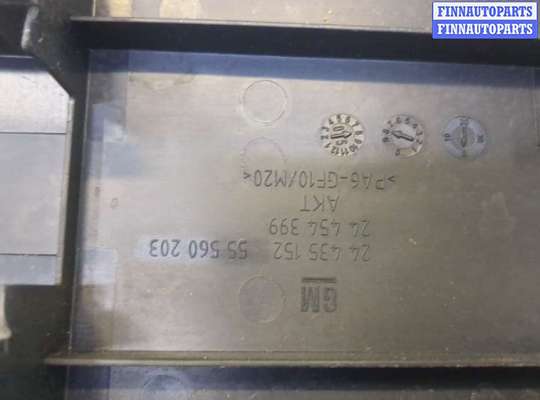 FINNAUTOPARTS
FINNAUTOPARTS
GM
24 435 152 55 560 203
24 454 399
AKT
>PA6-GF10/M20<